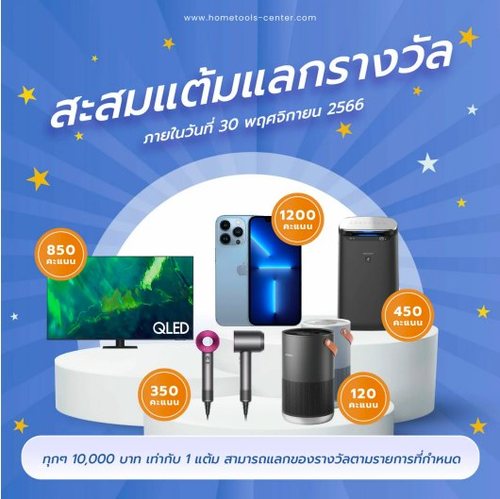 www.hometools-center.com
สะสมแต้มแลกรางวัล
ภายในวันที่ 30 พฤศจิกายน 2566
1200
คะแนน
850
คะแนน
QLED
450
คะแนน
350
คะแนน
120
คะแนน
ทุกๆ 10,000 บาท เท่ากับ 1 แต้ม สามารถแลกของรางวัลตามรายการที่กำหนด